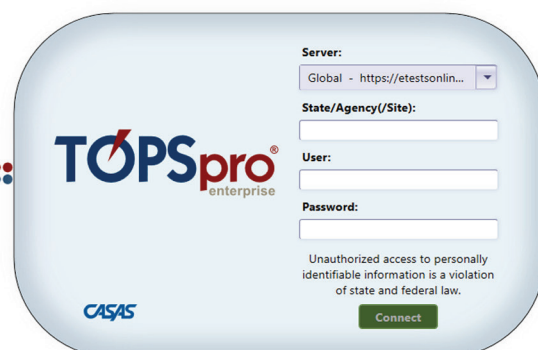 Server:
Global - https://etestsonlin...
State/Agency(/Site):
TOPSpro®
enterprise
User:
Password:
Unauthorized access to personally
identifiable information is a violation
of state and federal law.
CASAS
Connect